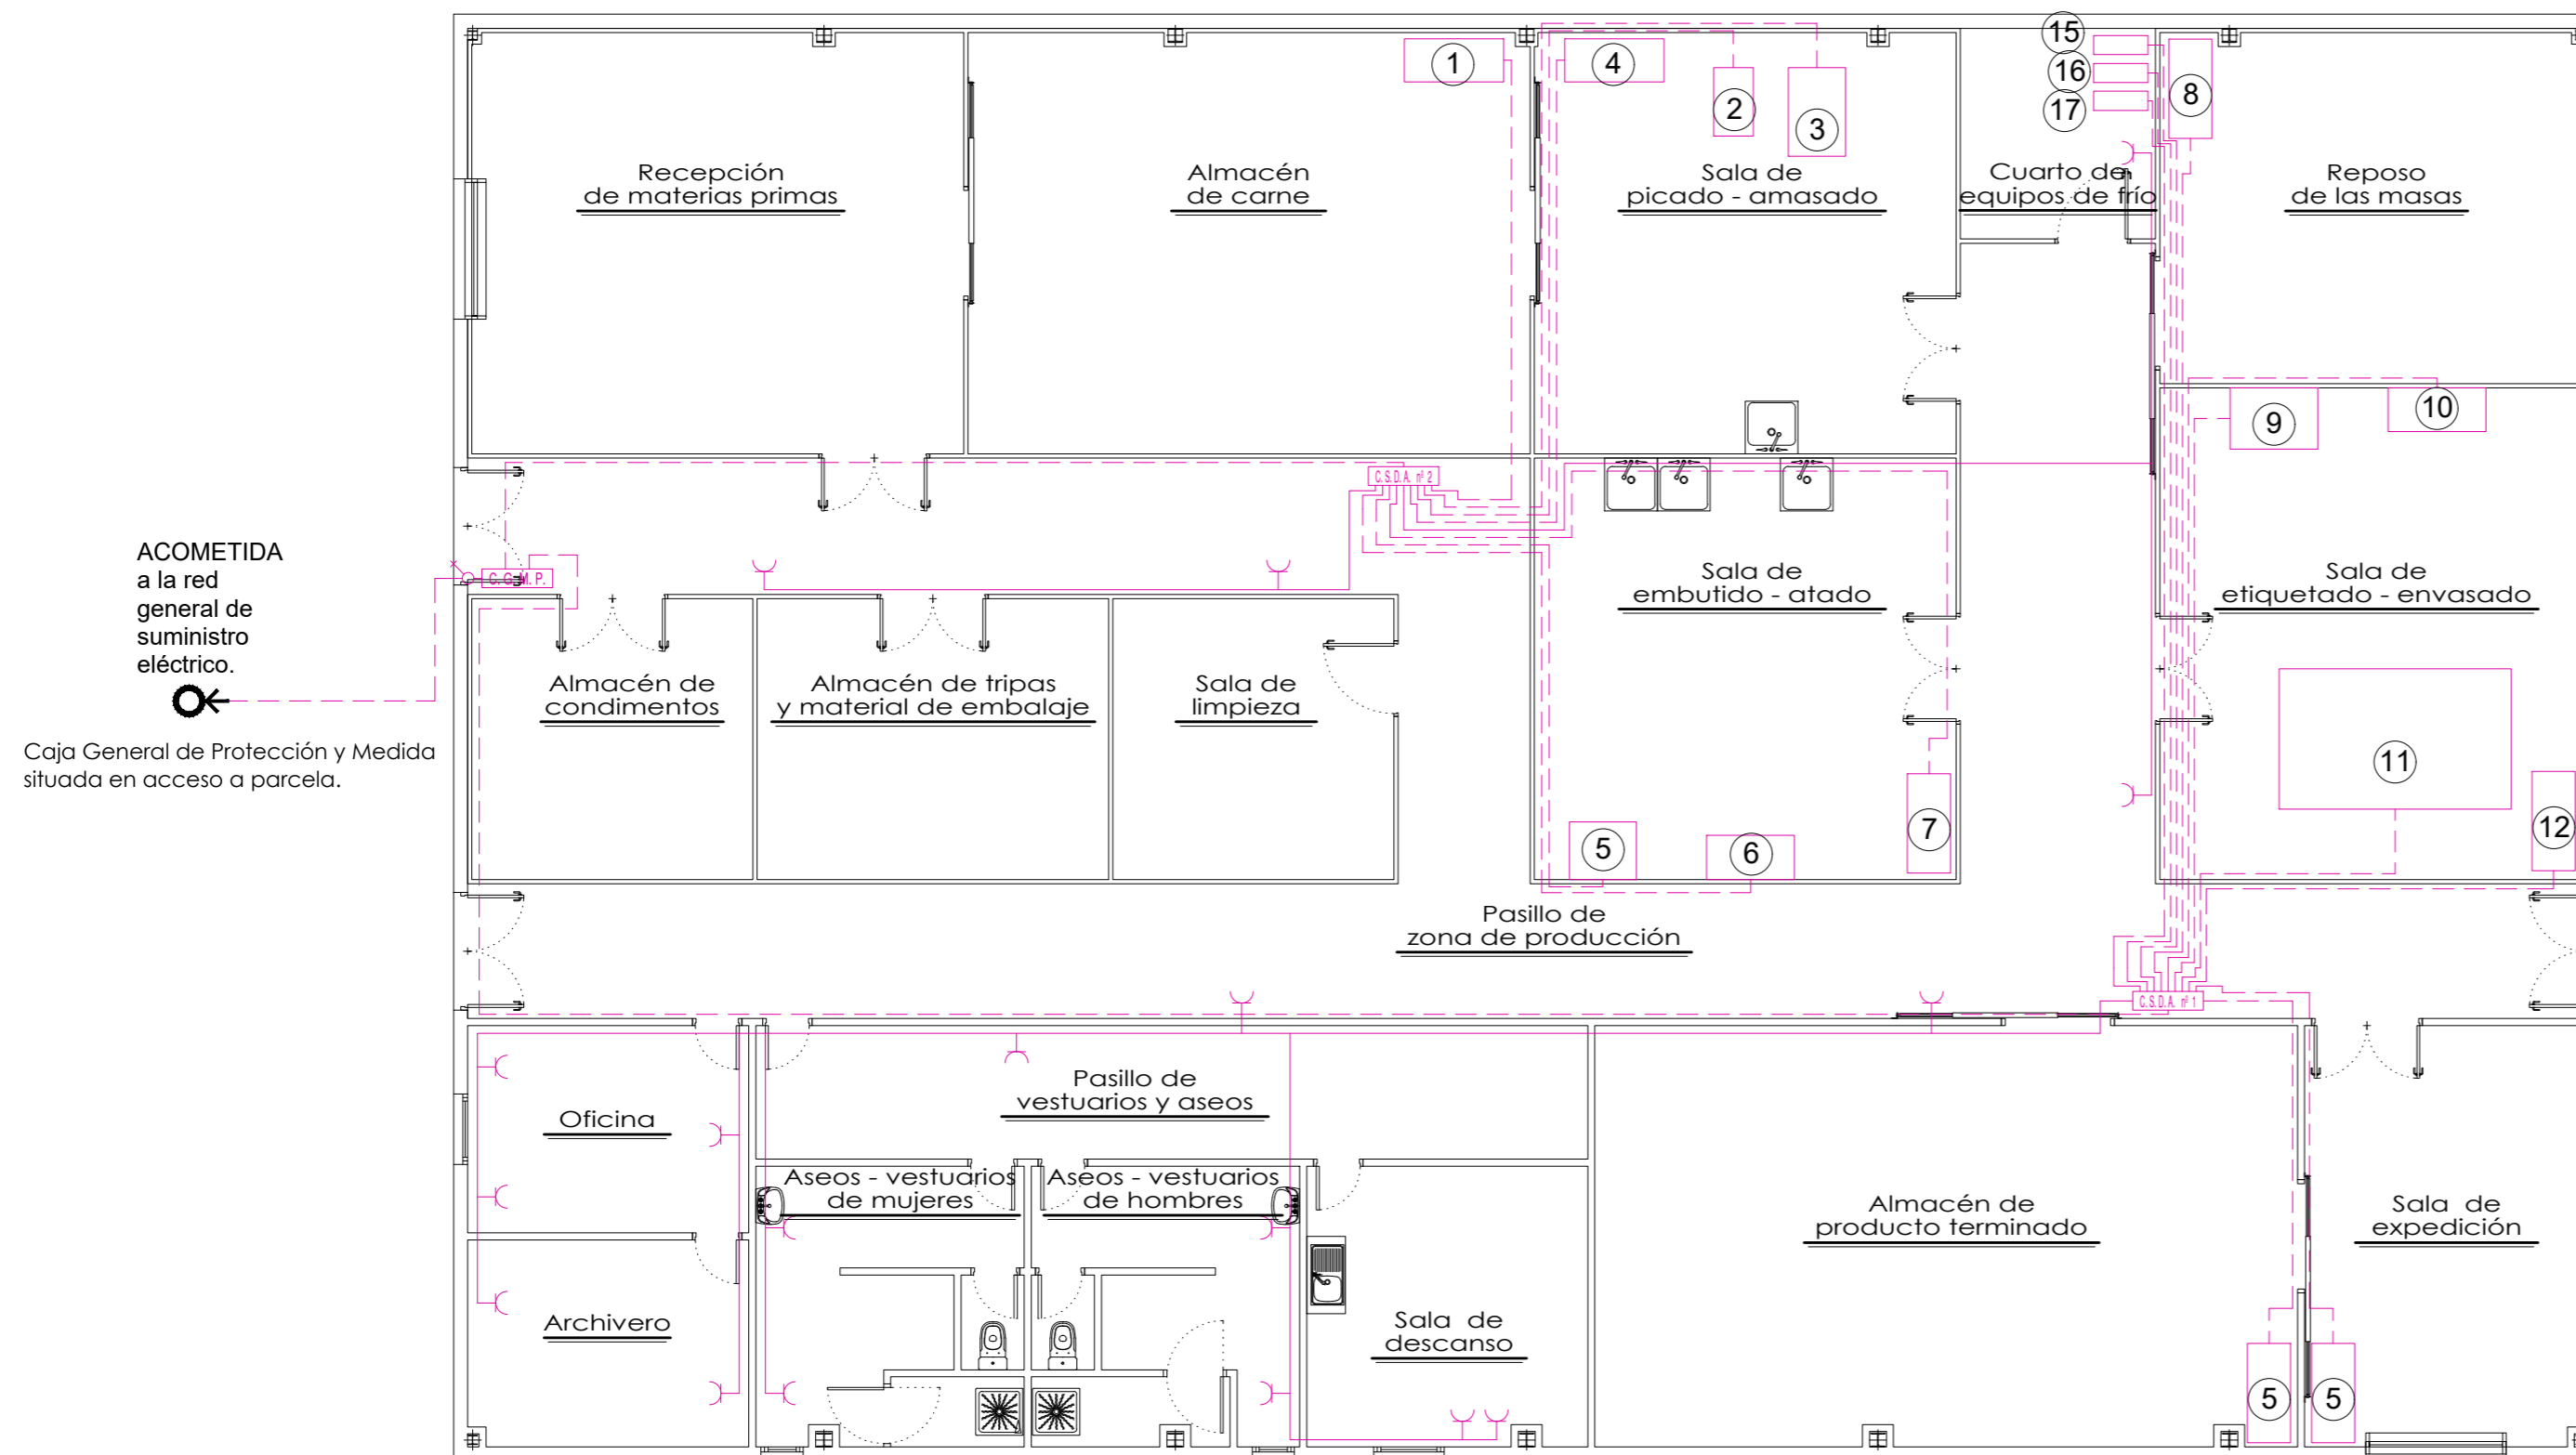 15
16
17
8
1
4
2
3
Recepción
de materias primas
Almacén
de carne
Sala de
picado - amasado
Cuarto de
equipos de frío
Reposo
de las masas
9
10
C.S.D.A. nº 2
ACOMETIDA
a la red
general de
suministro
eléctrico.
C. G. M. P.
Sala de
embutido - atado
Sala de
etiquetado - envasado
Almacén de
condimentos
Almacén de tripas
y material de embalaje
Sala de
limpieza
Caja General de Protección y Medida
situada en acceso a parcela.
11
12
5
6
7
Pasillo de
zona de producción
C.S.D.A. nº 1
Oficina
Pasillo de
vestuarios y aseos
Aseos - vestuarios
de mujeres
Aseos - vestuarios
de hombres
Almacén de
producto terminado
Sala de
expedición
Archivero
Sala de
descanso
5
5